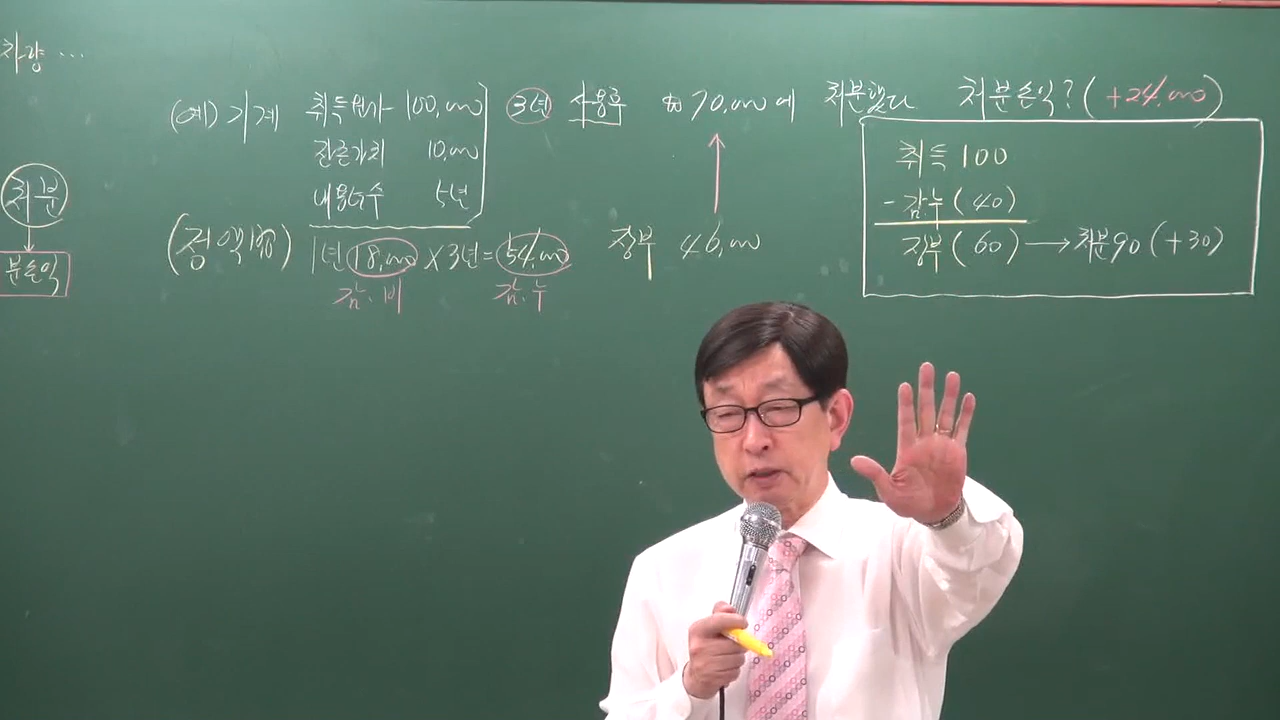 차량 ...
(예) 기계 취득원가 100,000 3년 사용후 ₩70,000에 처분했다 처분손익? (+24,000)
잔존가치 10,000
내용연수 5년
처분
분손익
(정액법) 1년 18,000 × 3년 = 54,000 장부 46,000
감.비 감.누
취득 100
- 감누 (40)
장부 (60) → 처분 90 (+30)